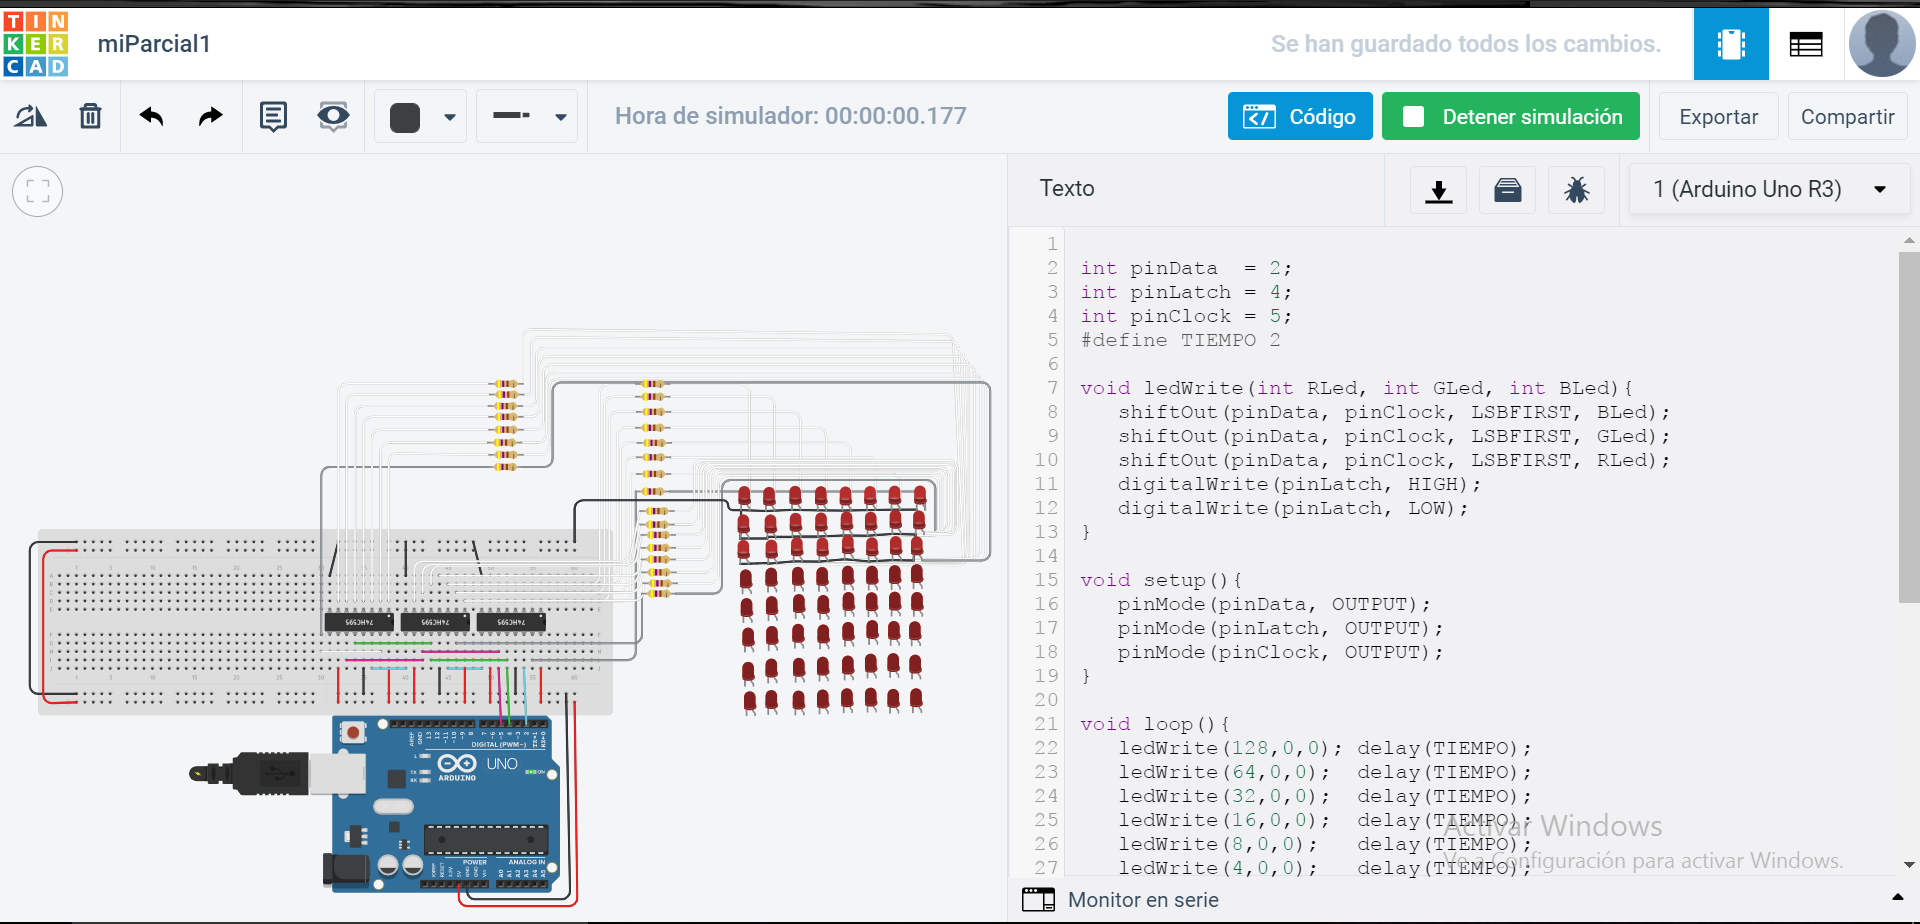 TIN
KER
CAD
miParcial1
Se han guardado todos los cambios.
Hora de simulador: 00:00:00.177
Código
Detener simulación
Exportar
Compartir
Texto
1 (Arduino Uno R3)
1
2 int pinData  = 2;
3 int pinLatch = 4;
4 int pinClock = 5;
5 #define TIEMPO 2
6
7 void ledWrite(int RLed, int GLed, int BLed){
8    shiftOut(pinData, pinClock, LSBFIRST, BLed);
9    shiftOut(pinData, pinClock, LSBFIRST, GLed);
10    shiftOut(pinData, pinClock, LSBFIRST, RLed);
11    digitalWrite(pinLatch, HIGH);
12    digitalWrite(pinLatch, LOW);
13 }
14
15 void setup(){
16    pinMode(pinData, OUTPUT);
17    pinMode(pinLatch, OUTPUT);
18    pinMode(pinClock, OUTPUT);
19 }
20
21 void loop(){
22    ledWrite(128,0,0); delay(TIEMPO);
23    ledWrite(64,0,0);  delay(TIEMPO);
24    ledWrite(32,0,0);  delay(TIEMPO);
25    ledWrite(16,0,0);  delay(TIEMPO);
26    ledWrite(8,0,0);   delay(TIEMPO);
27    ledWrite(4,0,0);   delay(TIEMPO);
Activar Windows
Ve a Configuración para activar Windows.
Monitor en serie
74HC595 74HC595 74HC595
DIGITAL (PWM~)
UNO
ARDUINO
ON
POWER
ANALOG IN